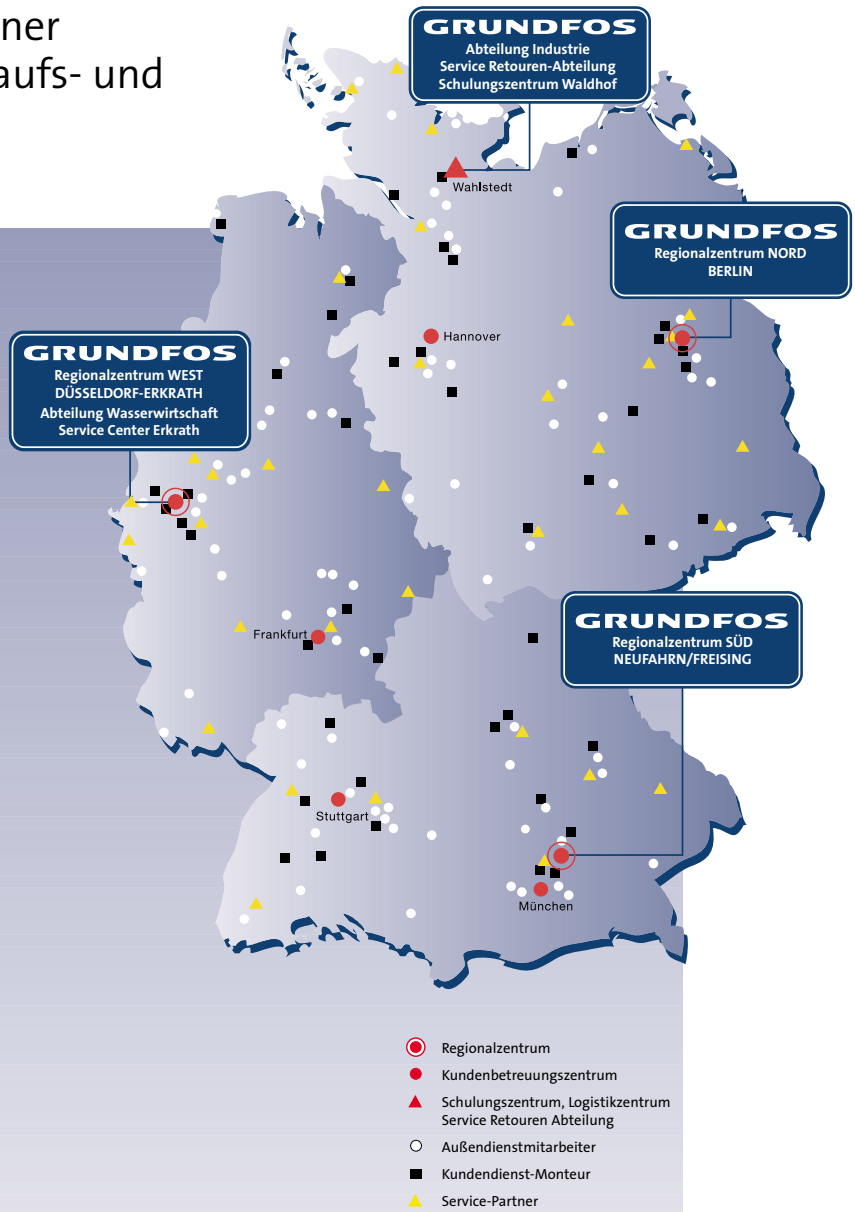 ner
aufs- und
GRUNDFOS
Abteilung Industrie
Service Retouren-Abteilung
Schulungszentrum Waldhof
Wahlstedt
GRUNDFOS
Regionalzentrum NORD
BERLIN
Hannover
GRUNDFOS
Regionalzentrum WEST
DÜSSELDORF-ERKRATH
Abteilung Wasserwirtschaft
Service Center Erkrath
GRUNDFOS
Regionalzentrum SÜD
NEUFAHRN/FREISING
Frankfurt
Stuttgart
München
Regionalzentrum
Kundenbetreuungszentrum
Schulungszentrum, Logistikzentrum
Service Retouren Abteilung
Außendienstmitarbeiter
Kundendienst-Monteur
Service-Partner